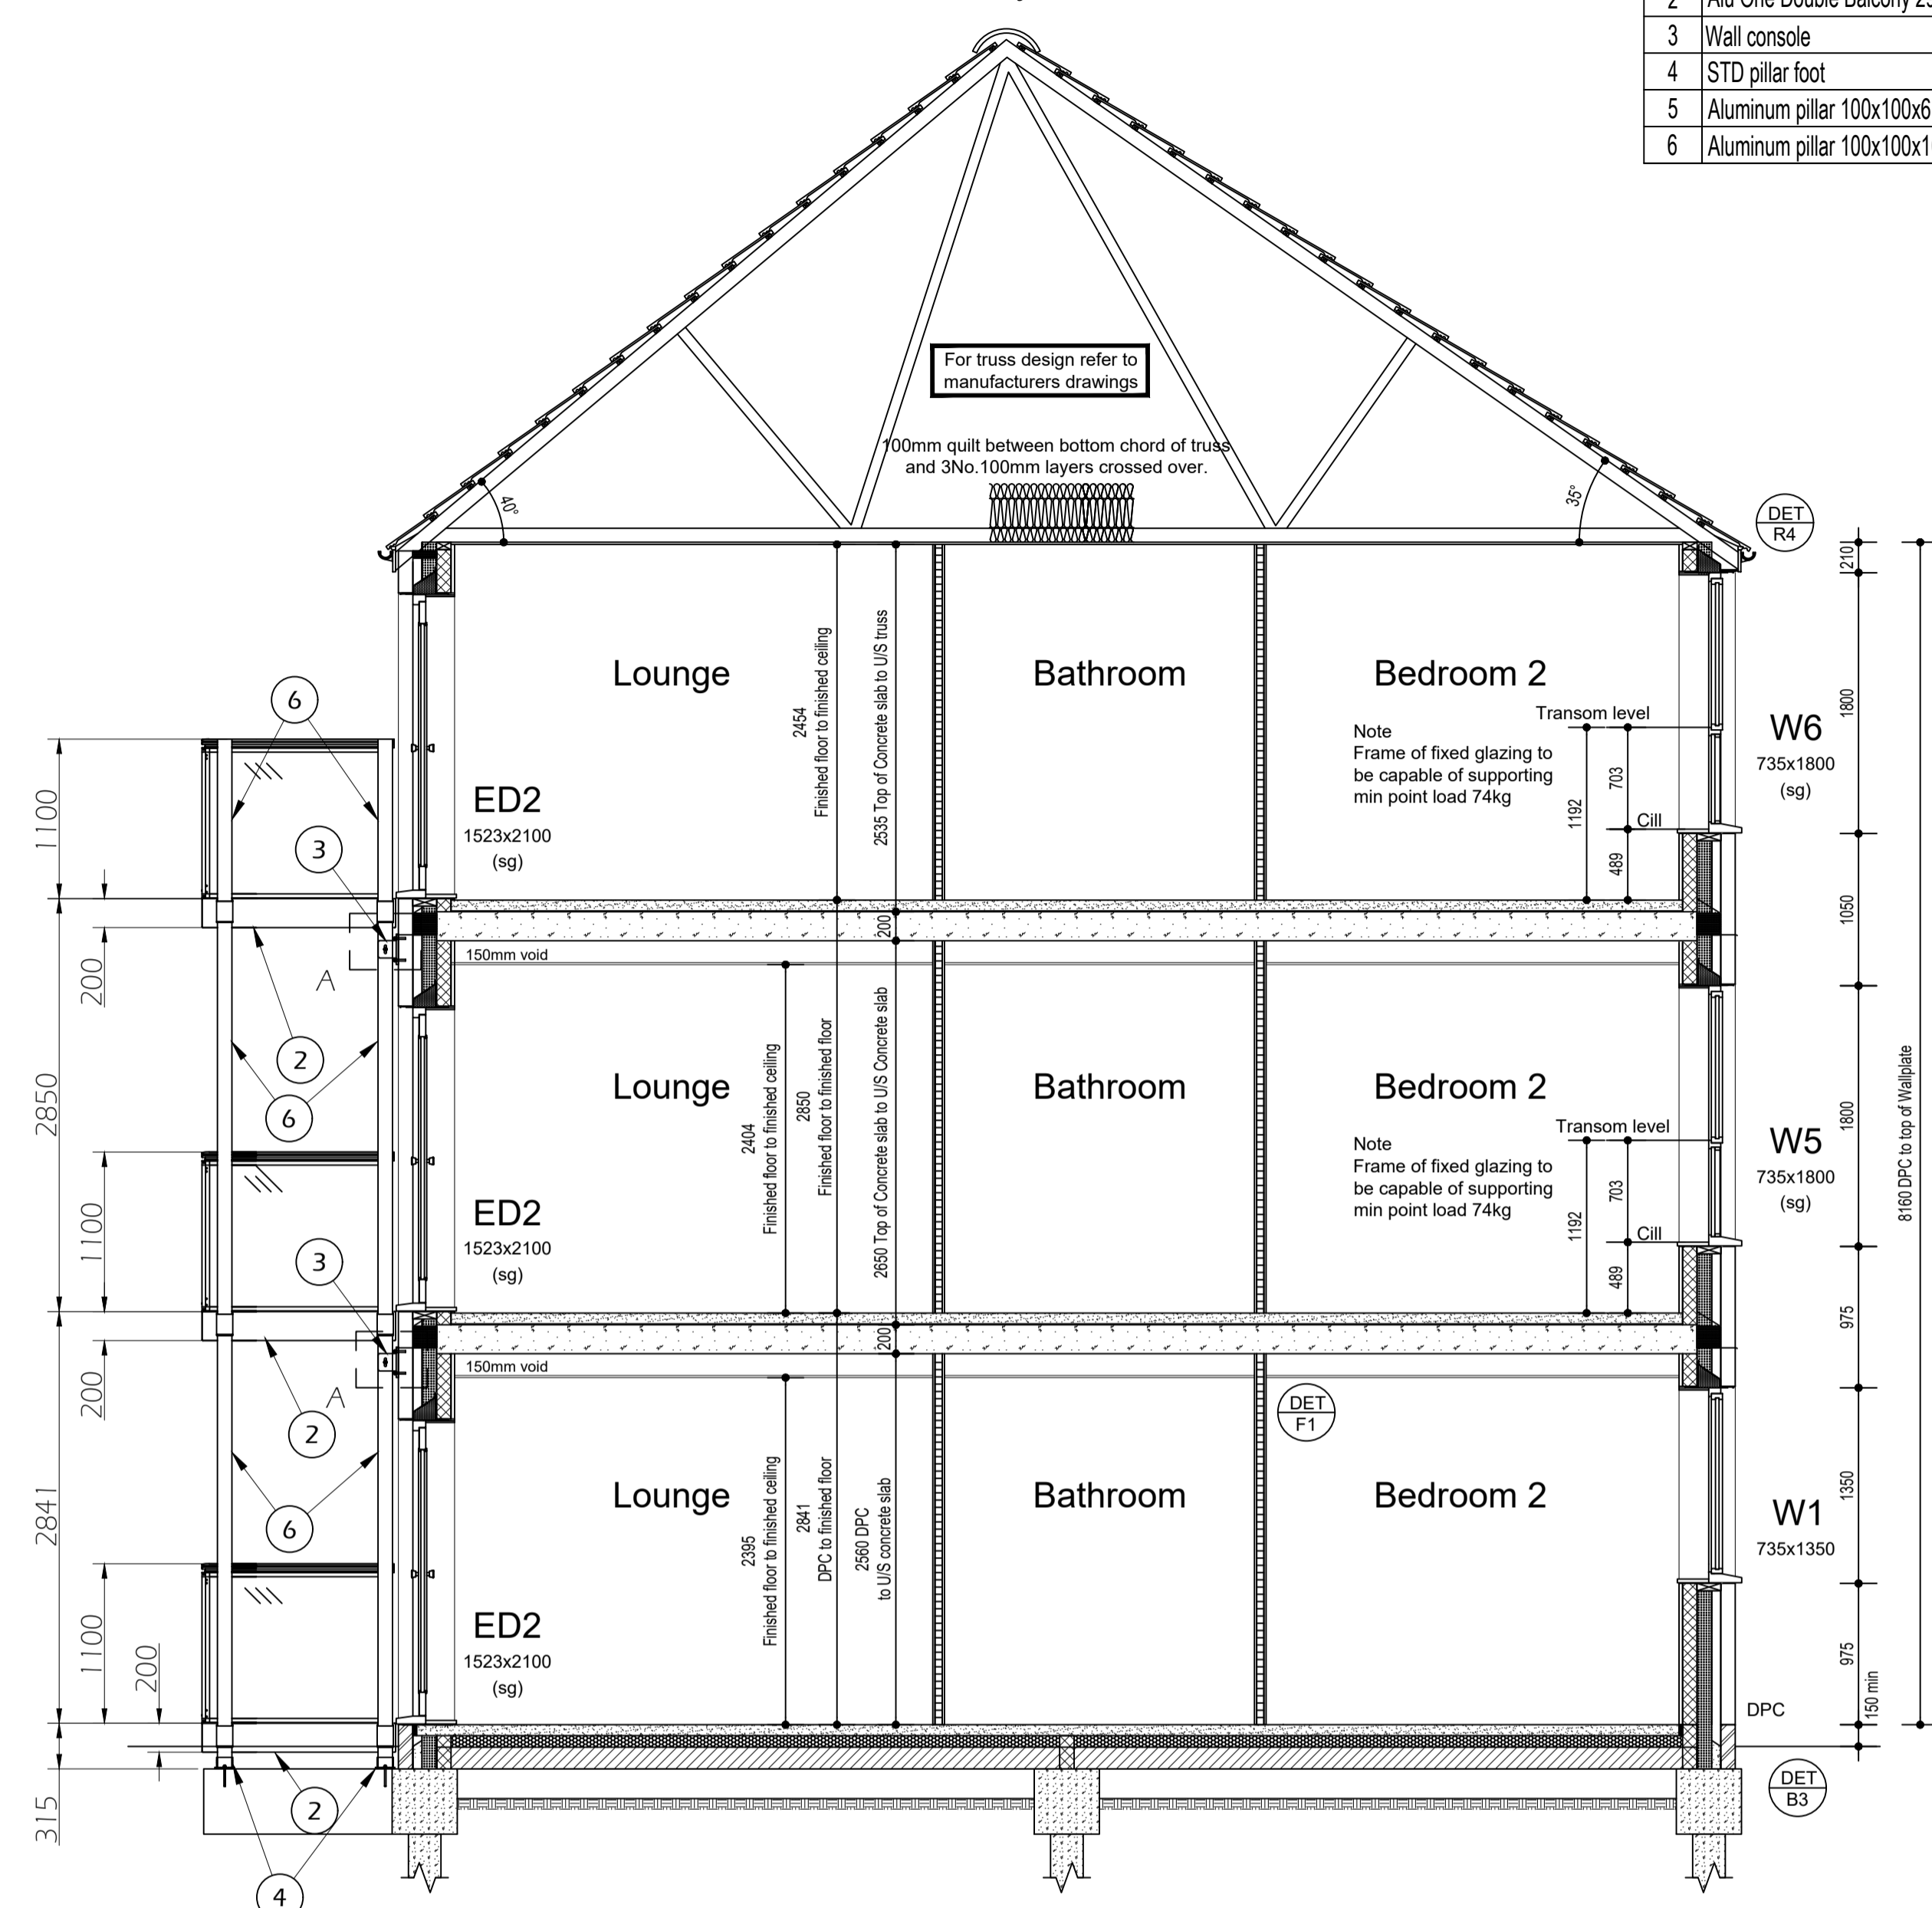 2 Alu One Double Balcony
3 Wall console
4 STD pillar foot
5 Aluminum pillar 100x100x6
6 Aluminum pillar 100x100x1
For truss design refer to
manufacturers drawings
100mm quilt between bottom chord of truss
and 3No.100mm layers crossed over.
40°
35°
DET
R4
210
Lounge
Bathroom
Bedroom 2
2454
Finished floor to finished ceiling
2535 Top of Concrete slab to U/S truss
Transom level
Note
Frame of fixed glazing to
be capable of supporting
min point load 74kg
703
1192
Cill
489
W6
735x1800
(sg)
1800
6
3
1100
ED2
1523x2100
(sg)
200
1050
150mm void
A
200
2
6
2850
Lounge
Bathroom
Bedroom 2
2404
Finished floor to finished ceiling
2850
Finished floor to finished floor
2650 Top of Concrete slab to U/S Concrete slab
Transom level
Note
Frame of fixed glazing to
be capable of supporting
min point load 74kg
703
1192
Cill
489
W5
735x1800
(sg)
1800
8160 DPC to top of Wallplate
1100
3
ED2
1523x2100
(sg)
200
975
150mm void
A
200
2
6
2841
DET
F1
Lounge
Bathroom
Bedroom 2
2395
Finished floor to finished ceiling
2841
DPC to finished floor
2560 DPC
to U/S concrete slab
W1
735x1350
1350
1100
200
ED2
1523x2100
(sg)
975
150 min
DPC
DET
B3
315
2
4